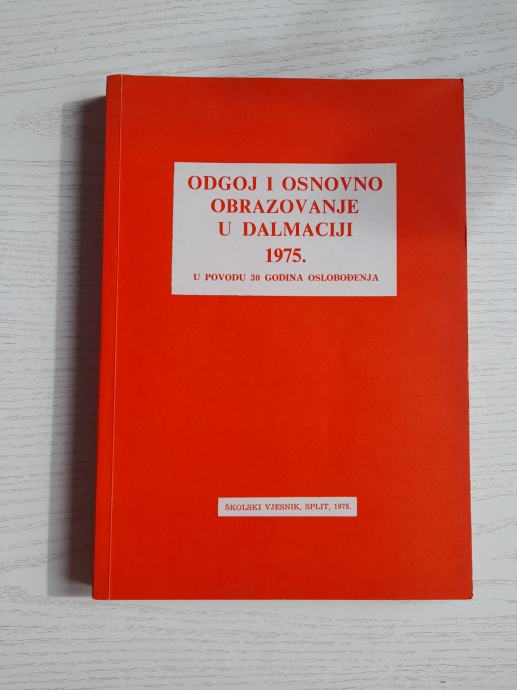 ODGOJ I OSNOVNO
OBRAZOVANJE
U DALMACIJI
1975.
U POVODU 30 GODINA OSLOBOĐENJA
ŠKOLSKI VJESNIK, SPLIT, 1975.